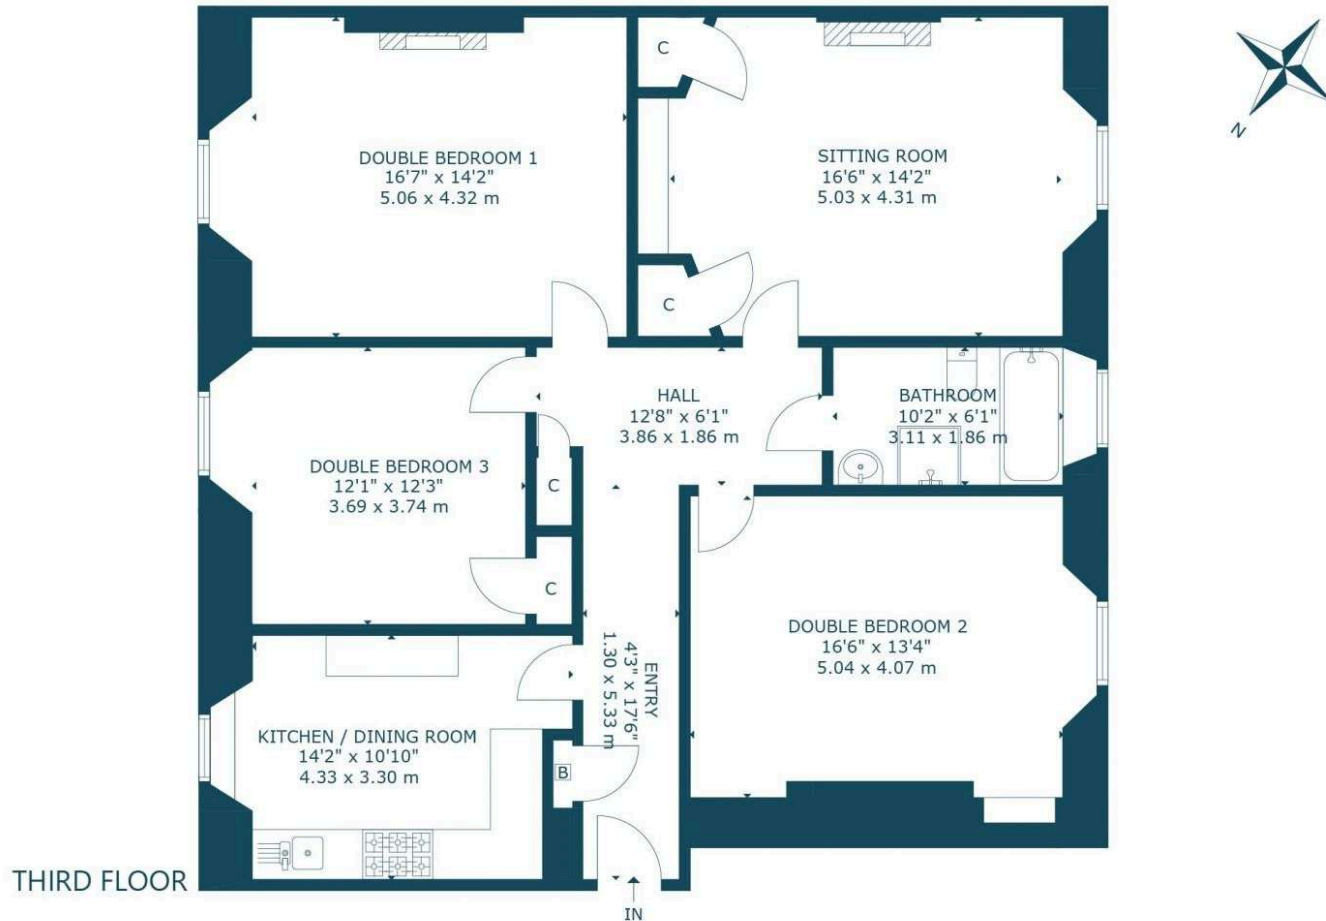 C
DOUBLE BEDROOM 1
16'7" x 14'2"
5.06 x 4.32 m
SITTING ROOM
16'6" x 14'2"
5.03 x 4.31 m
N
C
HALL
12'8" x 6'1"
3.86 x 1.86 m
BATHROOM
10'2" x 6'1"
3.11 x 1.86 m
DOUBLE BEDROOM 3
12'1" x 12'3"
3.69 x 3.74 m
C
C
ENTRY
4'3" x 17'6"
1.30 x 5.33 m
DOUBLE BEDROOM 2
16'6" x 13'4"
5.04 x 4.07 m
KITCHEN / DINING ROOM
14'2" x 10'10"
4.33 x 3.30 m
B
THIRD FLOOR
IN